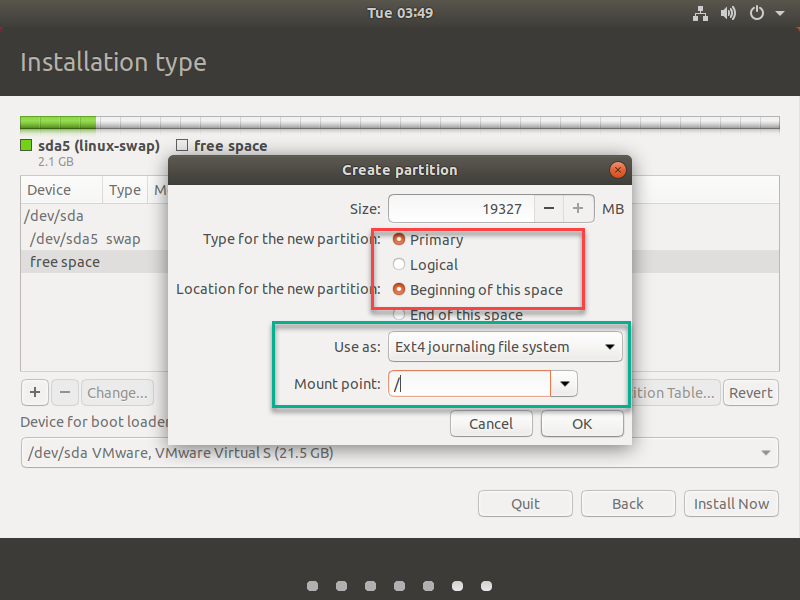 Tue 03:49
Installation type
sda5 (linux-swap) free space
2.1 GB
Create partition
Size: 19327 MB
Type for the new partition: Primary
Logical
Location for the new partition: Beginning of this space
End of this space
Use as: Ext4 journaling file system
Mount point: /
Cancel OK
Device Type
/dev/sda
/dev/sda5 swap
free space
+ − Change... Table... Revert
Device for boot loader
/dev/sda VMware, VMware Virtual S (21.5 GB)
Quit Back Install Now